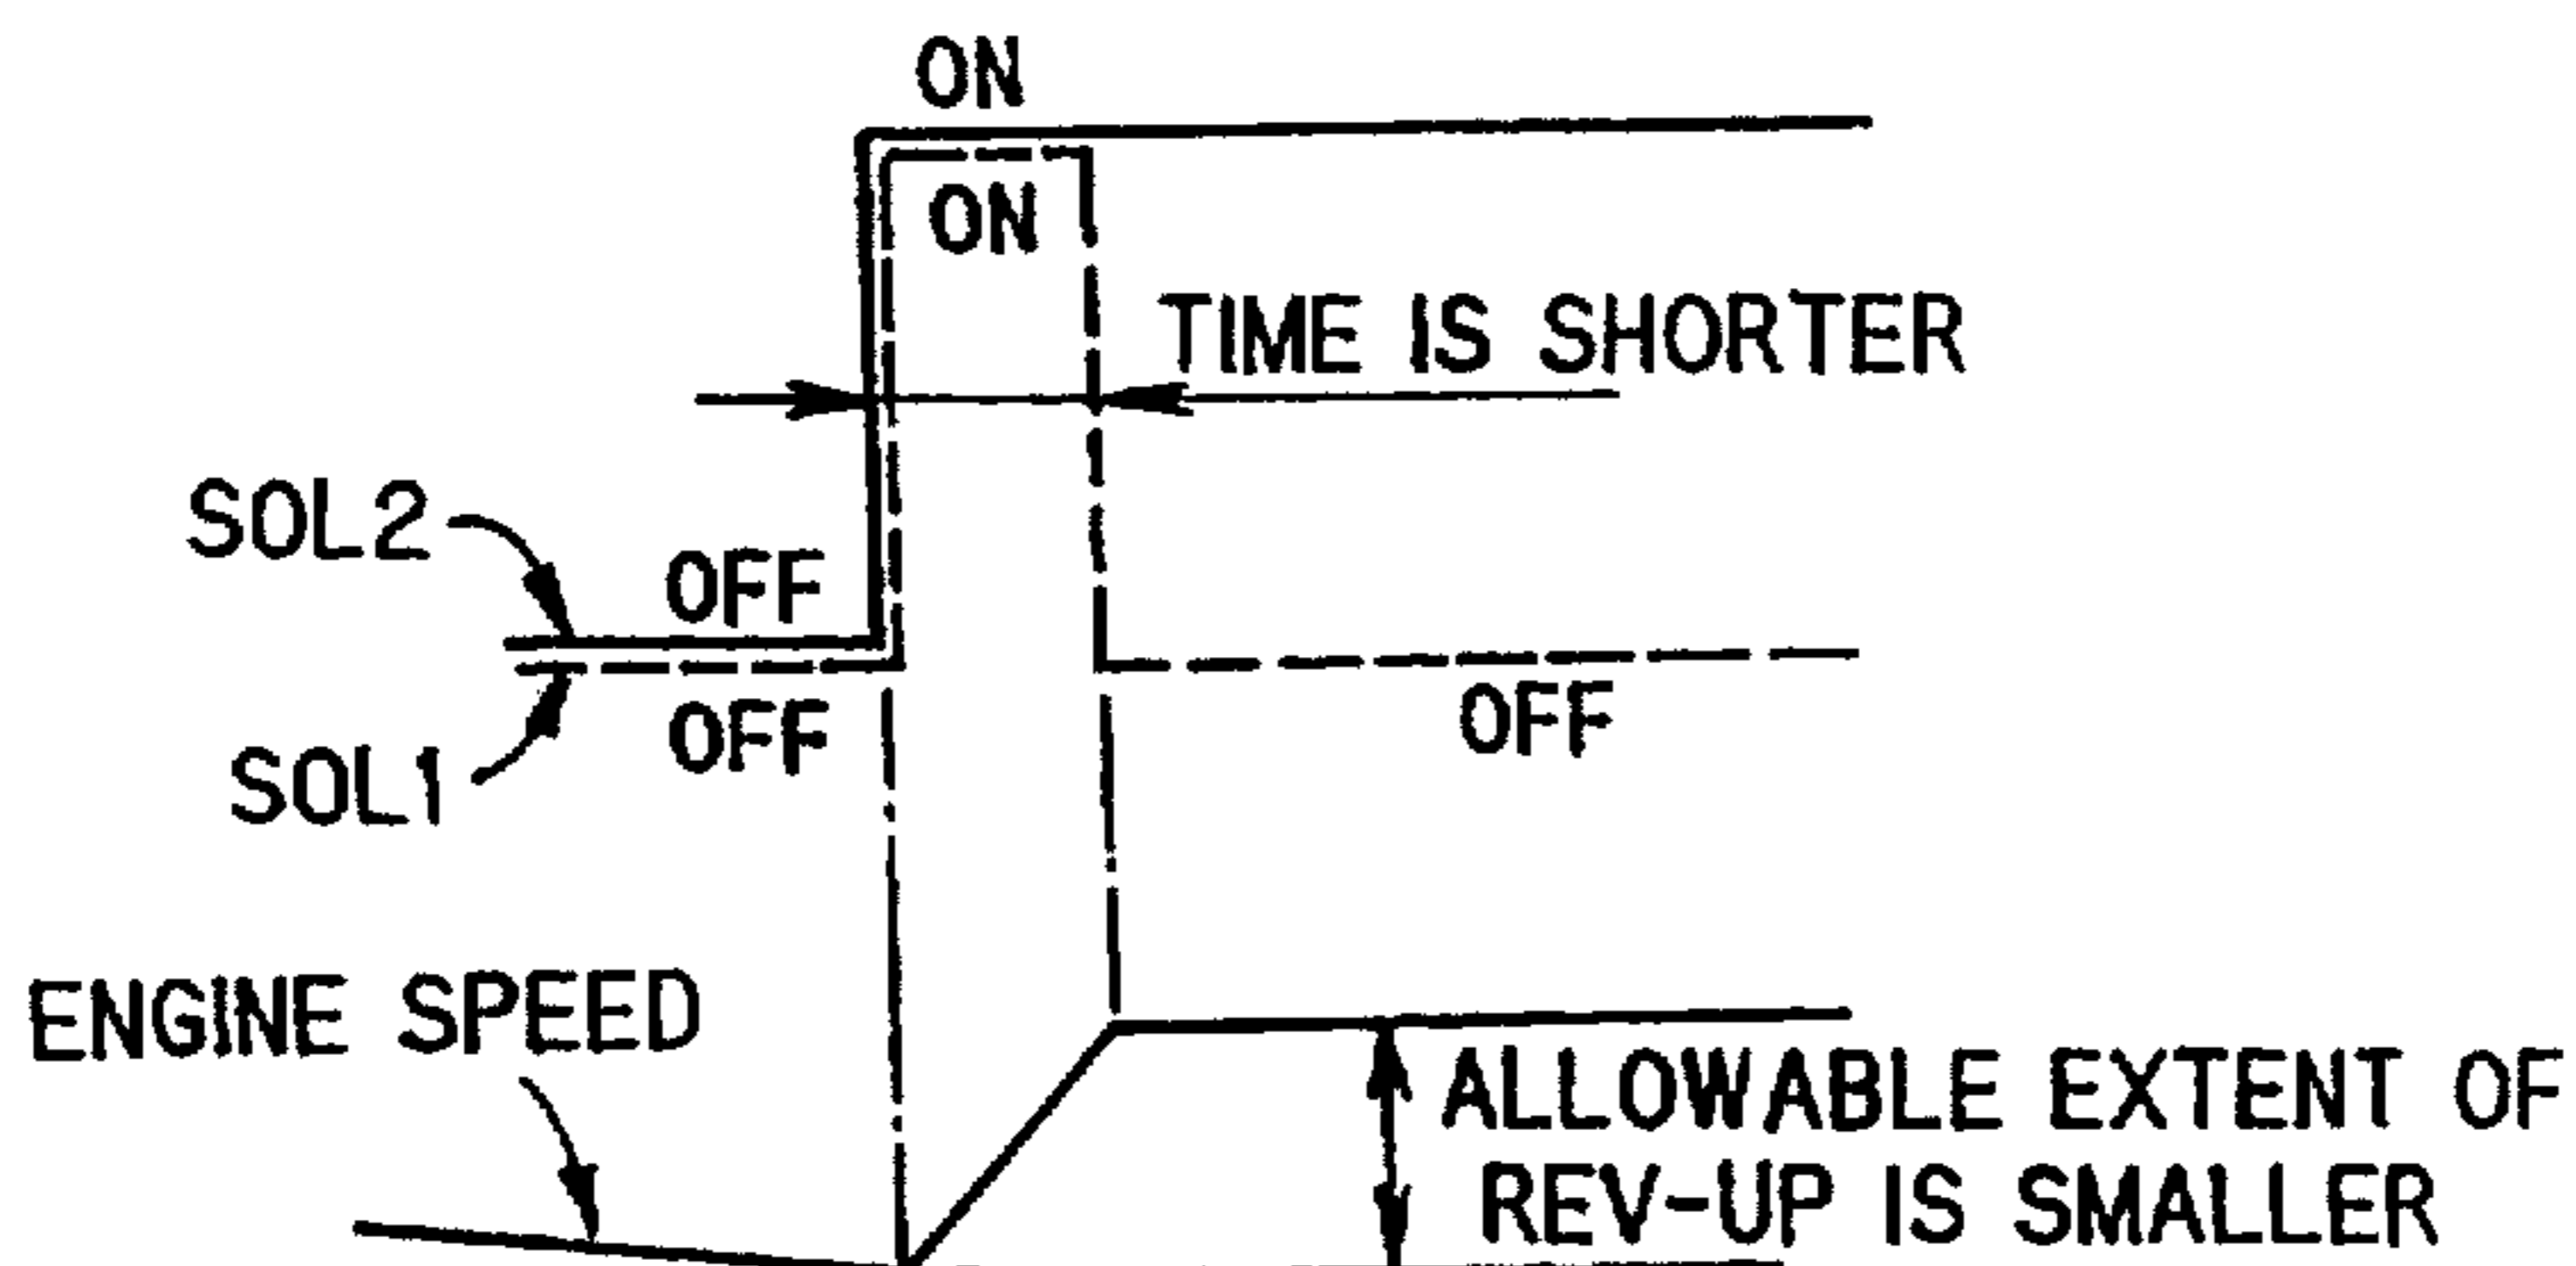 ON
ON
TIME IS SHORTER
SOL2
OFF
OFF
SOL1
OFF
ENGINE SPEED
ALLOWABLE EXTENT OF
REV-UP IS SMALLER